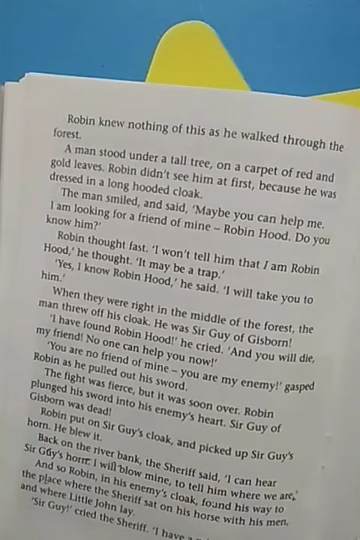 Robin knew nothing of this as he walked through the
forest.
A man stood under a tall tree, on a carpet of red and
gold leaves. Robin didn't see him at first, because he was
dressed in a long hooded cloak.
The man smiled, and said, 'Maybe you can help me.
I am looking for a friend of mine – Robin Hood. Do you
know him?'
Robin thought fast. 'I won't tell him that I am Robin
Hood,' he thought. 'It may be a trap.'
'Yes, I know Robin Hood,' he said. 'I will take you to
him.'
When they were right in the middle of the forest, the
man threw off his cloak. He was Sir Guy of Gisborn!
'I have found Robin Hood!' he cried. 'And you will die,
my friend! No one can help you now!'
'You are no friend of mine – you are my enemy!' gasped
Robin as he pulled out his sword.
The fight was fierce, but it was soon over. Robin
plunged his sword into his enemy's heart. Sir Guy of
Gisborn was dead!
Robin put on Sir Guy's cloak, and picked up Sir Guy's
horn. He blew it.
Back on the river bank, the Sheriff said, 'I can hear
Sir Guy's horn! I will blow mine, to tell him where we are,'
And so Robin, in his enemy's cloak, found his way to
the place where the Sheriff sat on his horse with his men,
and where Little John lay.
'Sir Guy!' cried the Sheriff. 'I have a